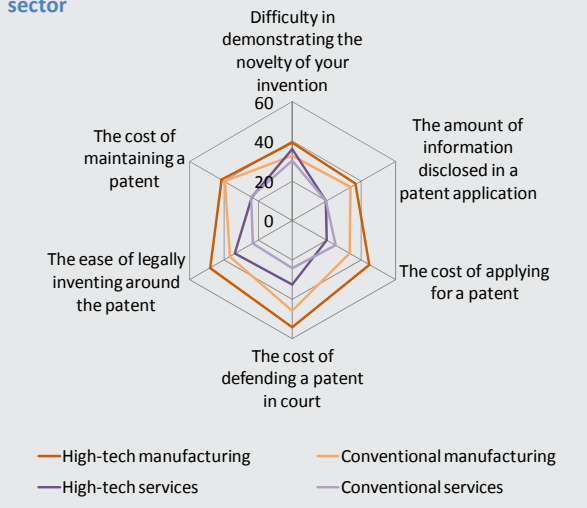 sector
Difficulty in
demonstrating the
novelty of your
invention
60
40
20
0
The amount of
information
disclosed in a
patent application
The cost of applying
for a patent
The cost of
defending a patent
in court
The ease of legally
inventing around
the patent
The cost of
maintaining a
patent
High-tech manufacturing
Conventional manufacturing
High-tech services
Conventional services